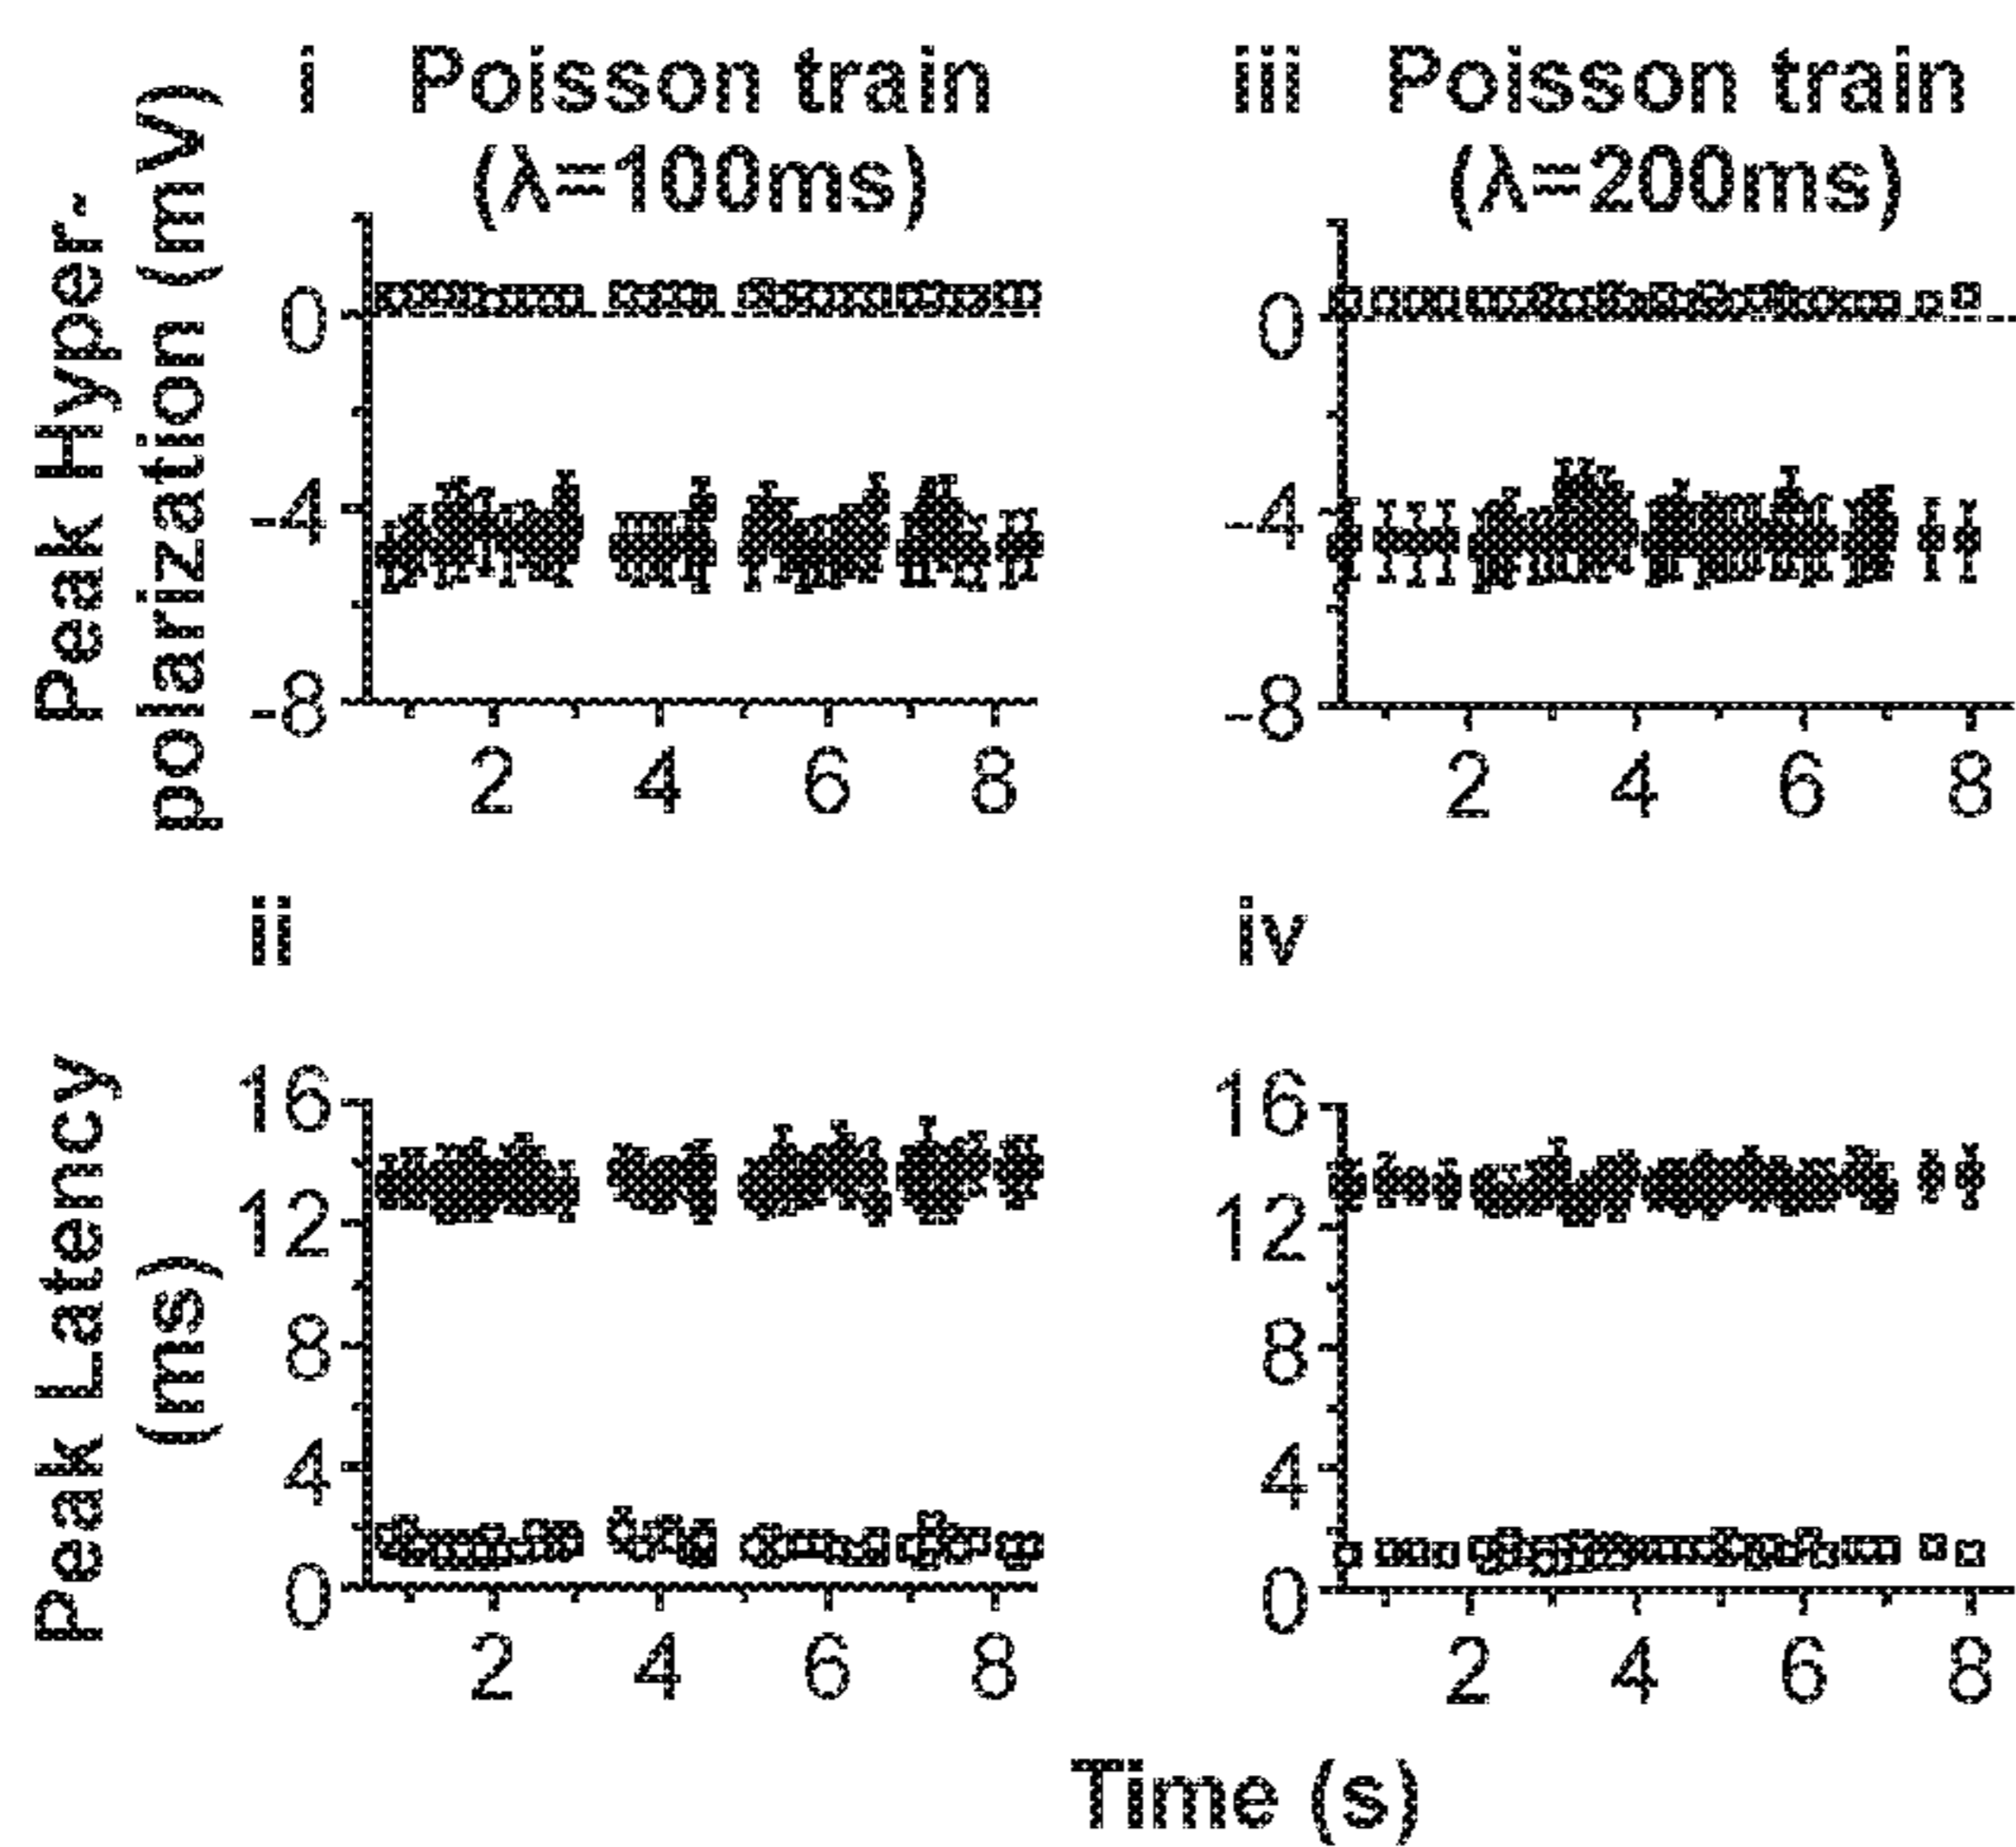 i Poisson train
(λ=100ms)
iii Poisson train
(λ=200ms)
Peak Hyper-
polarization (mV)
0
-4
-8
2 4 6 8
0
-4
-8
2 4 6 8
ii
iv
Peak Latency
(ms)
16
12
8
4
0
2 4 6 8
16
12
8
4
0
2 4 6 8
Time (s)